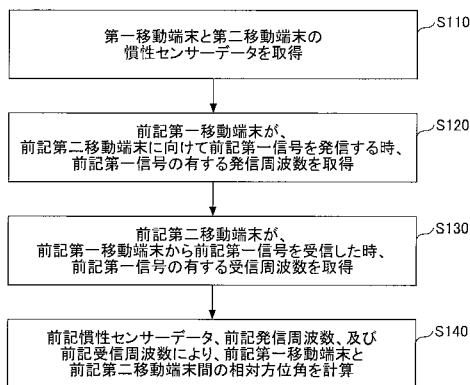 第一移動端末と第二移動端末の
慣性センサーデータを取得
S110
前記第一移動端末が、
前記第二移動端末に向けて前記第一信号を発信する時、
前記第一信号の有する発信周波数を取得
S120
前記第二移動端末が、
前記第一移動端末から前記第一信号を受信した時、
前記第一信号の有する受信周波数を取得
S130
前記慣性センサーデータ、前記発信周波数、及び
前記受信周波数により、前記第一移動端末と
前記第二移動端末間の相対方位角を計算
S140